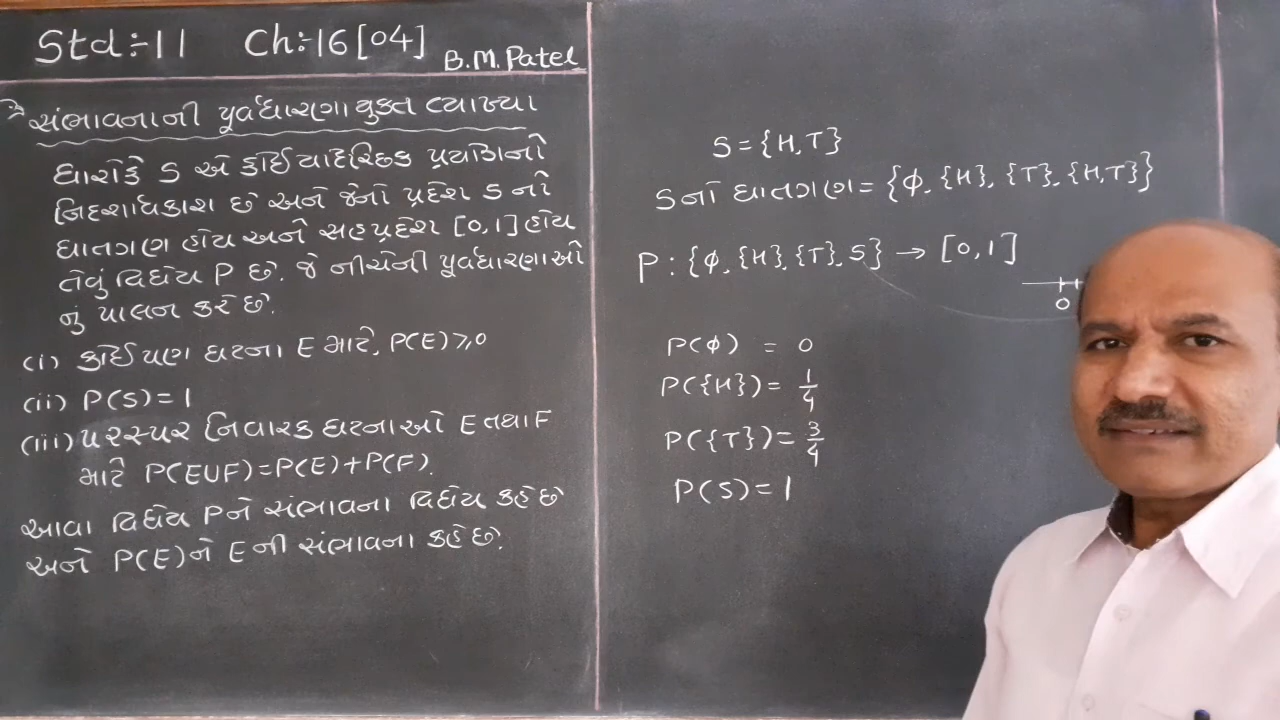 Std:-11 Ch:-16[04] B.M.Patel
સંભાવનાની પૂર્વધારણાયુક્ત વ્યાખ્યા
ધારોકે S એ કોઈ યાદચ્છિક પ્રયોગનો
નિદર્શાવકાશ છે અને જેનો પ્રદેશ S નો
ઘાતગણ હોય અને સહપ્રદેશ [0,1] હોય
તેવું વિધેય P છે. જે નીચેની પૂર્વધારણાઓ
નું પાલન કરે છે.
(i) કોઈપણ ઘટના E માટે, P(E)≥0
(ii) P(S)=1
(iii) પરસ્પર નિવારક ઘટનાઓ E તથા F
માટે P(E∪F)=P(E)+P(F).
આવા વિધેય P ને સંભાવના વિધેય કહે છે
અને P(E) ને E ની સંભાવના કહે છે.
S={H,T}
S નો ઘાતગણ={ϕ,{H},{T},{H,T}}
P:{ϕ,{H},{T},S}→[0,1]
0
P(ϕ) = 0
P({H})= 1/4
P({T})= 3/4
P(S)=1